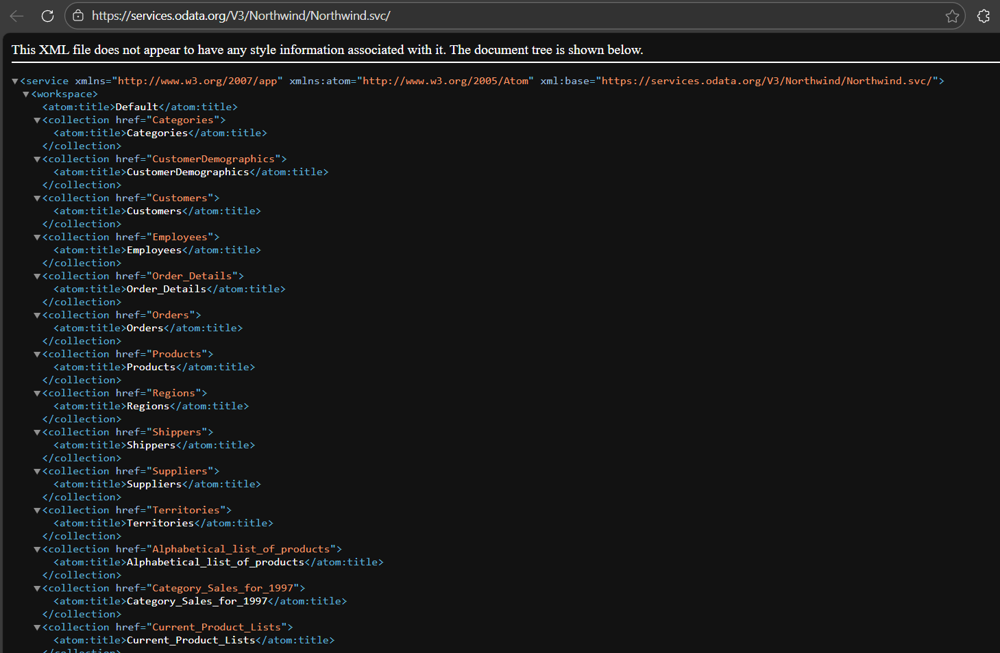 https://services.odata.org/V3/Northwind/Northwind.svc/
This XML file does not appear to have any style information associated with it. The document tree is shown below.
▼<service xmlns="http://www.w3.org/2007/app" xmlns:atom="http://www.w3.org/2005/Atom" xml:base="https://services.odata.org/V3/Northwind/Northwind.svc/">
▼<workspace>
<atom:title>Default</atom:title>
▼<collection href="Categories">
<atom:title>Categories</atom:title>
</collection>
▼<collection href="CustomerDemographics">
<atom:title>CustomerDemographics</atom:title>
</collection>
▼<collection href="Customers">
<atom:title>Customers</atom:title>
</collection>
▼<collection href="Employees">
<atom:title>Employees</atom:title>
</collection>
▼<collection href="Order_Details">
<atom:title>Order_Details</atom:title>
</collection>
▼<collection href="Orders">
<atom:title>Orders</atom:title>
</collection>
▼<collection href="Products">
<atom:title>Products</atom:title>
</collection>
▼<collection href="Regions">
<atom:title>Regions</atom:title>
</collection>
▼<collection href="Shippers">
<atom:title>Shippers</atom:title>
</collection>
▼<collection href="Suppliers">
<atom:title>Suppliers</atom:title>
</collection>
▼<collection href="Territories">
<atom:title>Territories</atom:title>
</collection>
▼<collection href="Alphabetical_list_of_products">
<atom:title>Alphabetical_list_of_products</atom:title>
</collection>
▼<collection href="Category_Sales_for_1997">
<atom:title>Category_Sales_for_1997</atom:title>
</collection>
▼<collection href="Current_Product_Lists">
<atom:title>Current_Product_Lists</atom:title>
</collection>